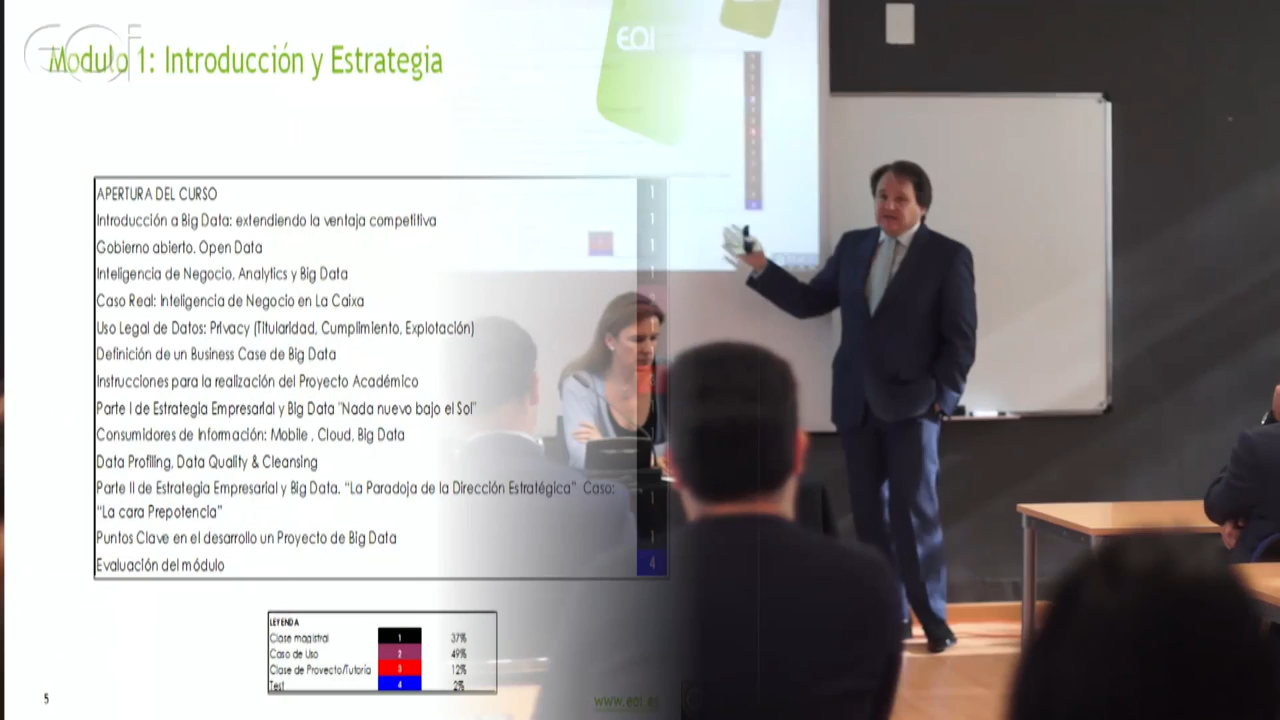 EOI
EOI
Modulo 1: Introducción y Estrategia
APERTURA DEL CURSO 1
Introducción a Big Data: extendiendo la ventaja competitiva 1
Gobierno abierto. Open Data 1
Inteligencia de Negocio, Analytics y Big Data 1
Caso Real: Inteligencia de Negocio en La Caixa
Uso Legal de Datos: Privacy (Titularidad, Cumplimiento, Explotación)
Definición de un Business Case de Big Data
Instrucciones para la realización del Proyecto Académico
Parte I de Estrategia Empresarial y Big Data "Nada nuevo bajo el Sol"
Consumidores de Información: Mobile , Cloud, Big Data
Data Profiling, Data Quality & Cleansing
Parte II de Estrategia Empresarial y Big Data. "La Paradoja de la Dirección Estratégica" Caso: 1
"La cara Prepotencia"
Puntos Clave en el desarrollo un Proyecto de Big Data 1
Evaluación del módulo 4
LEYENDA
Clase magistral 1 37%
Caso de Uso 2 49%
Clase de Proyecto/Tutoría 3 12%
Test 4 2%
5
www.eoi.es